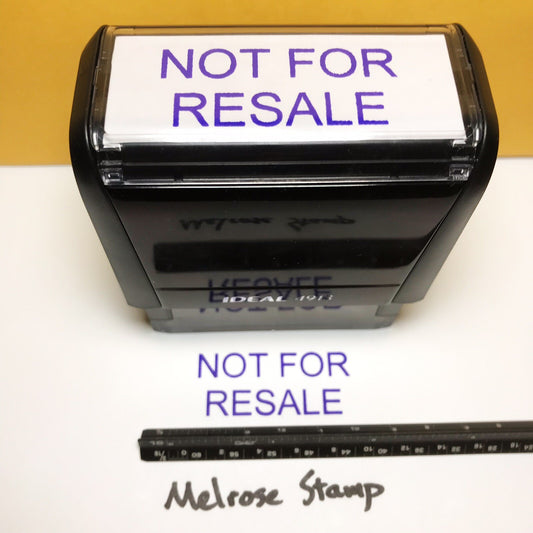 NOT FOR
RESALE
IDEAL 4913
NOT FOR
RESALE
Melrose Stamp